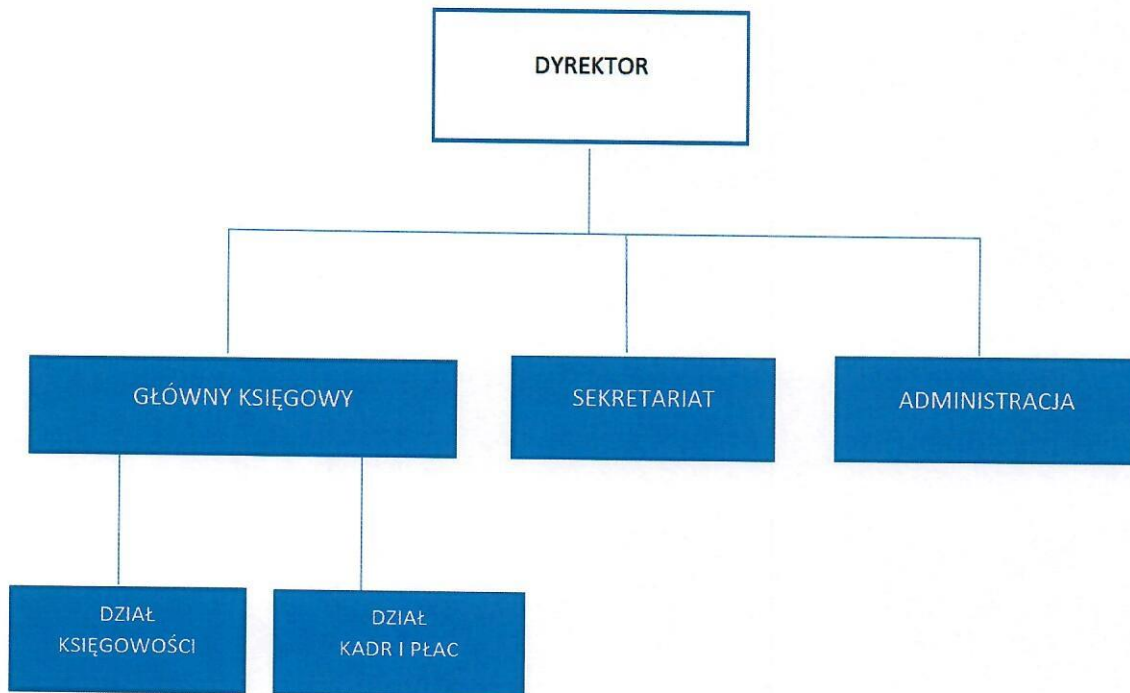 DYREKTOR
GŁÓWNY KSIĘGOWY
SEKRETARIAT
ADMINISTRACJA
DZIAŁ
KSIĘGOWOŚCI
DZIAŁ
KADR I PŁAC